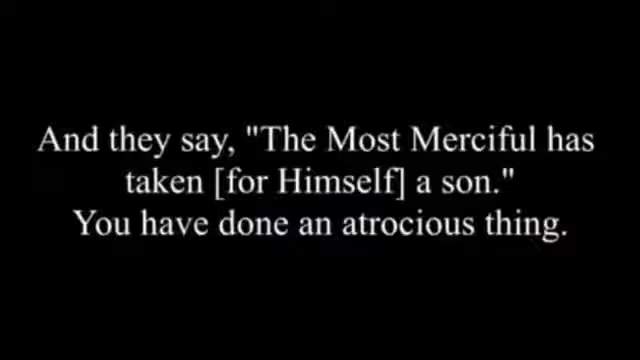 And they say, "The Most Merciful has
taken [for Himself] a son."
You have done an atrocious thing.